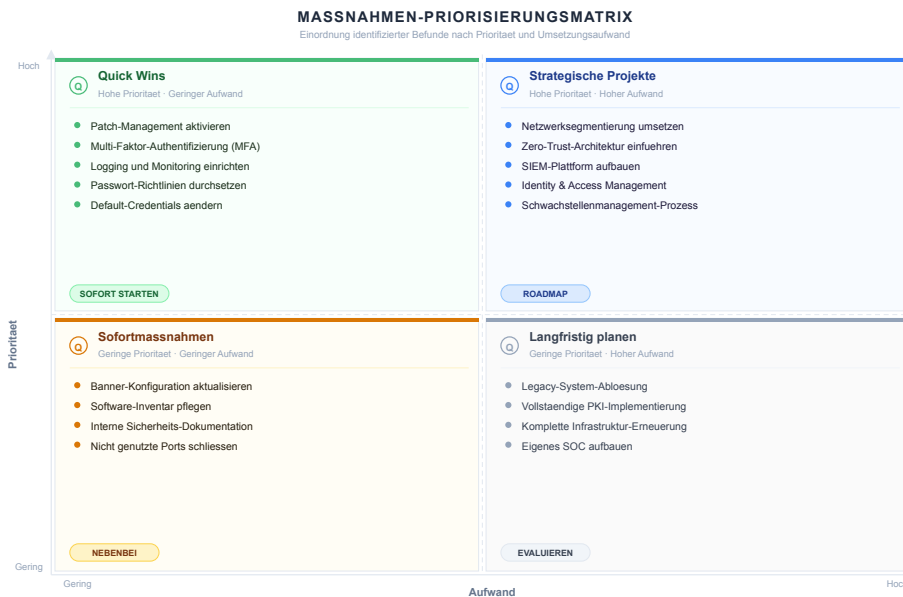 MASSNAHMEN-PRIORISIERUNGSMATRIX
Einordnung identifizierter Befunde nach Prioritaet und Umsetzungsaufwand
Hoch
Q
Quick Wins
Hohe Prioritaet · Geringer Aufwand
Patch-Management aktivieren
Multi-Faktor-Authentifizierung (MFA)
Logging und Monitoring einrichten
Passwort-Richtlinien durchsetzen
Default-Credentials aendern
SOFORT STARTEN
Q
Strategische Projekte
Hohe Prioritaet · Hoher Aufwand
Netzwerksegmentierung umsetzen
Zero-Trust-Architektur einfuehren
SIEM-Plattform aufbauen
Identity & Access Management
Schwachstellenmanagement-Prozess
ROADMAP
Prioritaet
Q
Sofortmassnahmen
Geringe Prioritaet · Geringer Aufwand
Banner-Konfiguration aktualisieren
Software-Inventar pflegen
Interne Sicherheits-Dokumentation
Nicht genutzte Ports schliessen
NEBENBEI
Q
Langfristig planen
Geringe Prioritaet · Hoher Aufwand
Legacy-System-Abloesung
Vollstaendige PKI-Implementierung
Komplette Infrastruktur-Erneuerung
Eigenes SOC aufbauen
EVALUIEREN
Gering
Gering
Aufwand
Hoc